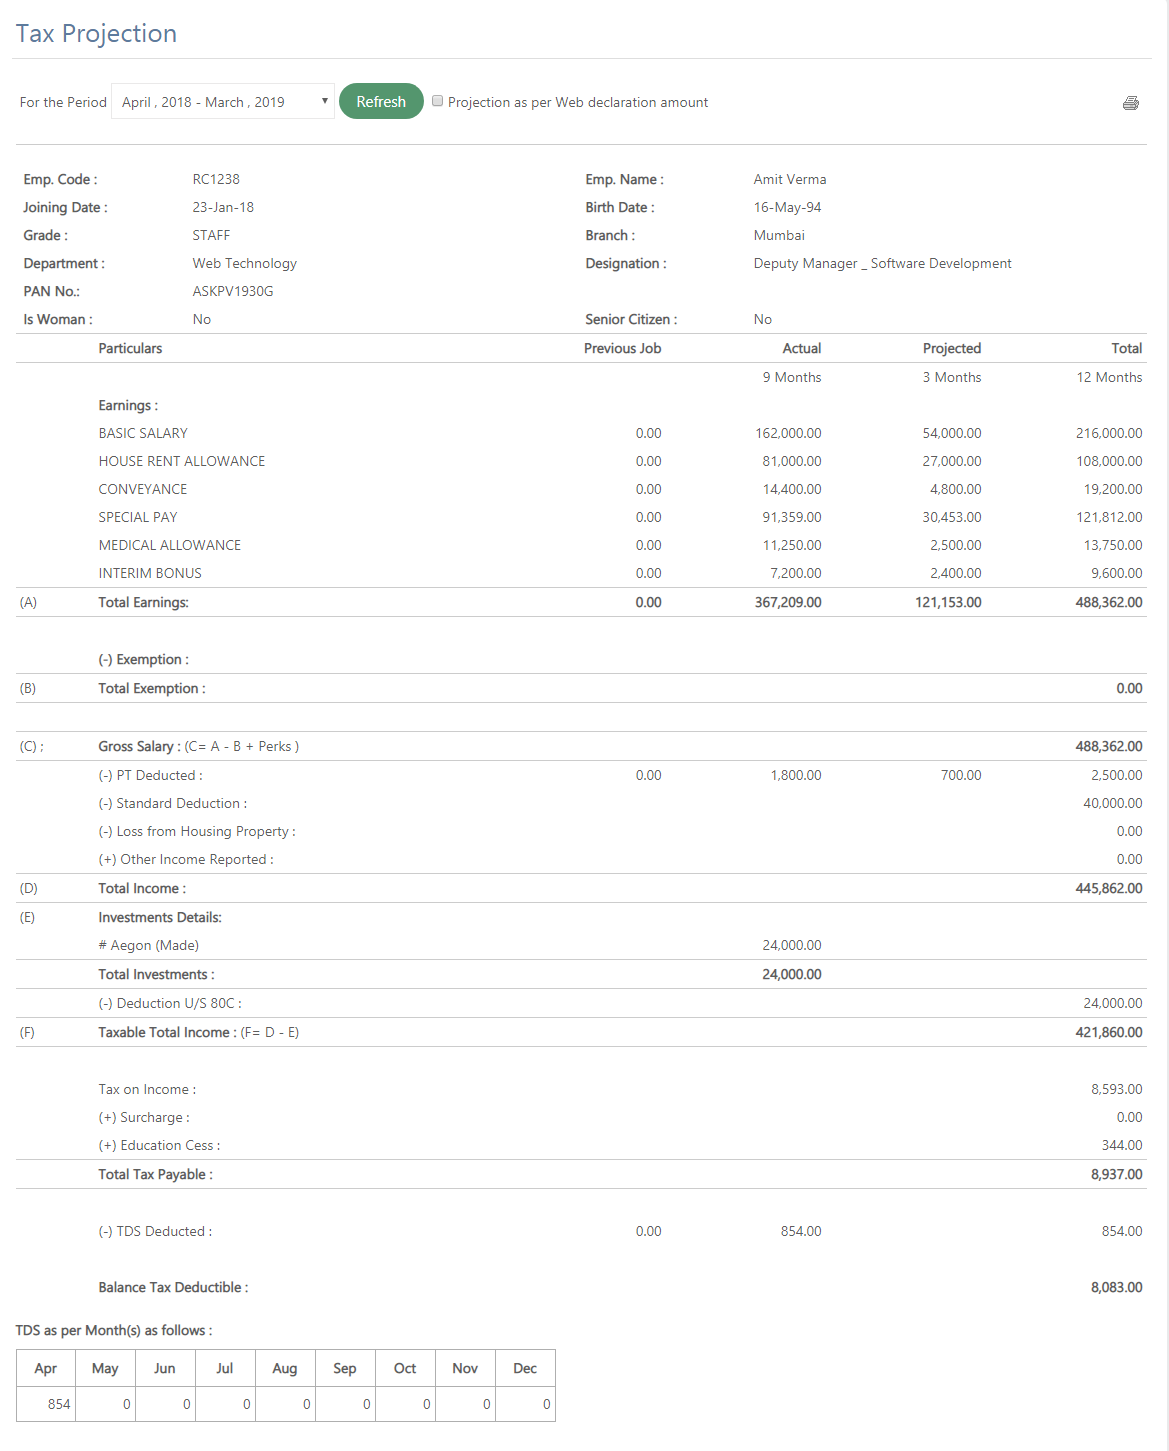 Tax Projection
For the Period April , 2018 - March , 2019 Refresh Projection as per Web declaration amount
Emp. Code : RC1238 Emp. Name : Amit Verma
Joining Date : 23-Jan-18 Birth Date : 16-May-94
Grade : STAFF Branch : Mumbai
Department : Web Technology Designation : Deputy Manager _ Software Development
PAN No.: ASKPV1930G
Is Woman : No Senior Citizen : No
Particulars Previous Job Actual Projected Total
9 Months 3 Months 12 Months
Earnings :
BASIC SALARY 0.00 162,000.00 54,000.00 216,000.00
HOUSE RENT ALLOWANCE 0.00 81,000.00 27,000.00 108,000.00
CONVEYANCE 0.00 14,400.00 4,800.00 19,200.00
SPECIAL PAY 0.00 91,359.00 30,453.00 121,812.00
MEDICAL ALLOWANCE 0.00 11,250.00 2,500.00 13,750.00
INTERIM BONUS 0.00 7,200.00 2,400.00 9,600.00
(A) Total Earnings: 0.00 367,209.00 121,153.00 488,362.00
(-) Exemption :
(B) Total Exemption : 0.00
(C) ; Gross Salary : (C= A - B + Perks ) 488,362.00
(-) PT Deducted : 0.00 1,800.00 700.00 2,500.00
(-) Standard Deduction : 40,000.00
(-) Loss from Housing Property : 0.00
(+) Other Income Reported : 0.00
(D) Total Income : 445,862.00
(E) Investments Details:
# Aegon (Made) 24,000.00
Total Investments : 24,000.00
(-) Deduction U/S 80C : 24,000.00
(F) Taxable Total Income : (F= D - E) 421,860.00
Tax on Income : 8,593.00
(+) Surcharge : 0.00
(+) Education Cess : 344.00
Total Tax Payable : 8,937.00
(-) TDS Deducted : 0.00 854.00 854.00
Balance Tax Deductible : 8,083.00
TDS as per Month(s) as follows :
Apr May Jun Jul Aug Sep Oct Nov Dec
854 0 0 0 0 0 0 0 0